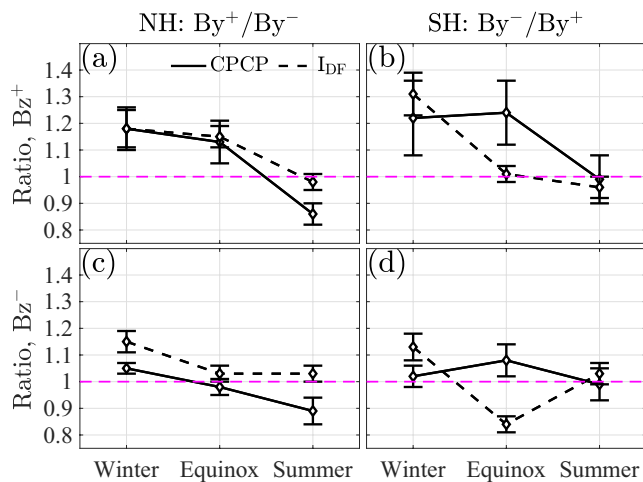 NH: By⁺/By⁻ SH: By⁻/By⁺
(a) CPCP I_DF (b)
Ratio, Bz⁺
1.4
1.3
1.2
1.1
1
0.9
0.8
(c) (d)
Ratio, Bz⁻
1.4
1.3
1.2
1.1
1
0.9
0.8
Winter Equinox Summer Winter Equinox Summer